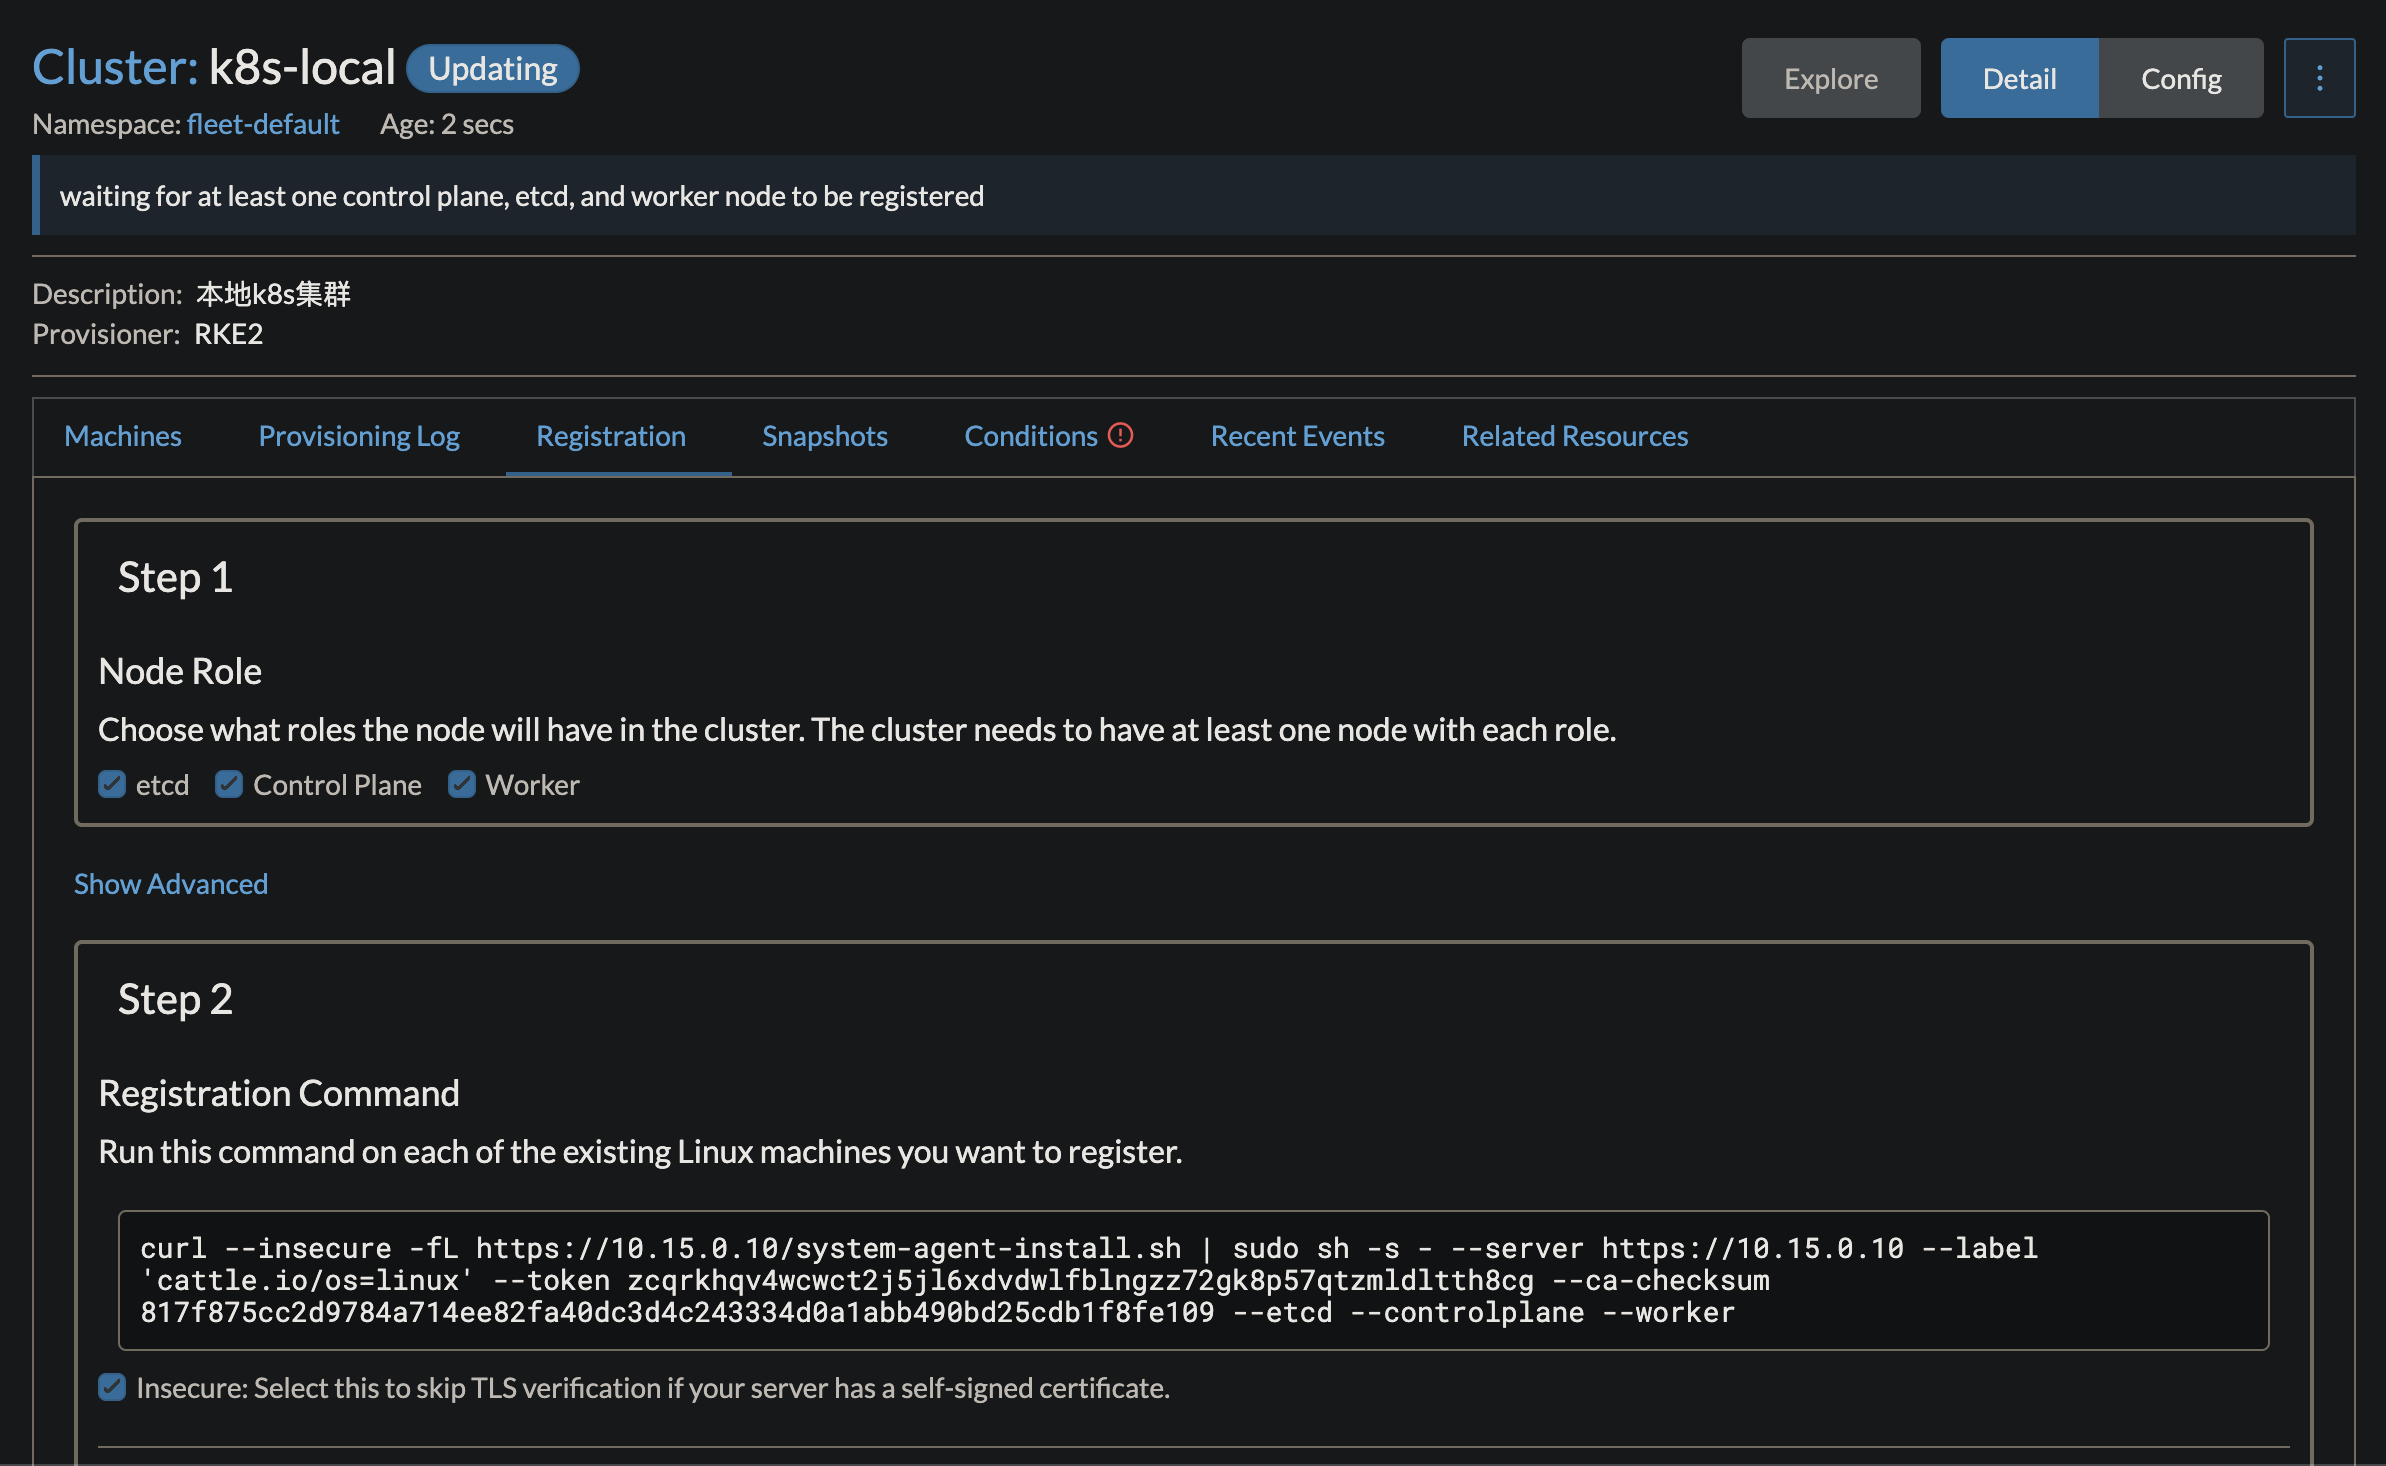 Cluster: k8s-local Updating
Explore Detail Config
Namespace: fleet-default Age: 2 secs
waiting for at least one control plane, etcd, and worker node to be registered
Description: 本地k8s集群
Provisioner: RKE2
Machines Provisioning Log Registration Snapshots Conditions Recent Events Related Resources
Step 1
Node Role
Choose what roles the node will have in the cluster. The cluster needs to have at least one node with each role.
etcd Control Plane Worker
Show Advanced
Step 2
Registration Command
Run this command on each of the existing Linux machines you want to register.
curl --insecure -fL https://10.15.0.10/system-agent-install.sh | sudo sh -s - --server https://10.15.0.10 --label
'cattle.io/os=linux' --token zcqrkhqv4wcwct2j5jl6xdvdwlfblngzz72gk8p57qtzmldltth8cg --ca-checksum
817f875cc2d9784a714ee82fa40dc3d4c243334d0a1abb490bd25cdb1f8fe109 --etcd --controlplane --worker
Insecure: Select this to skip TLS verification if your server has a self-signed certificate.